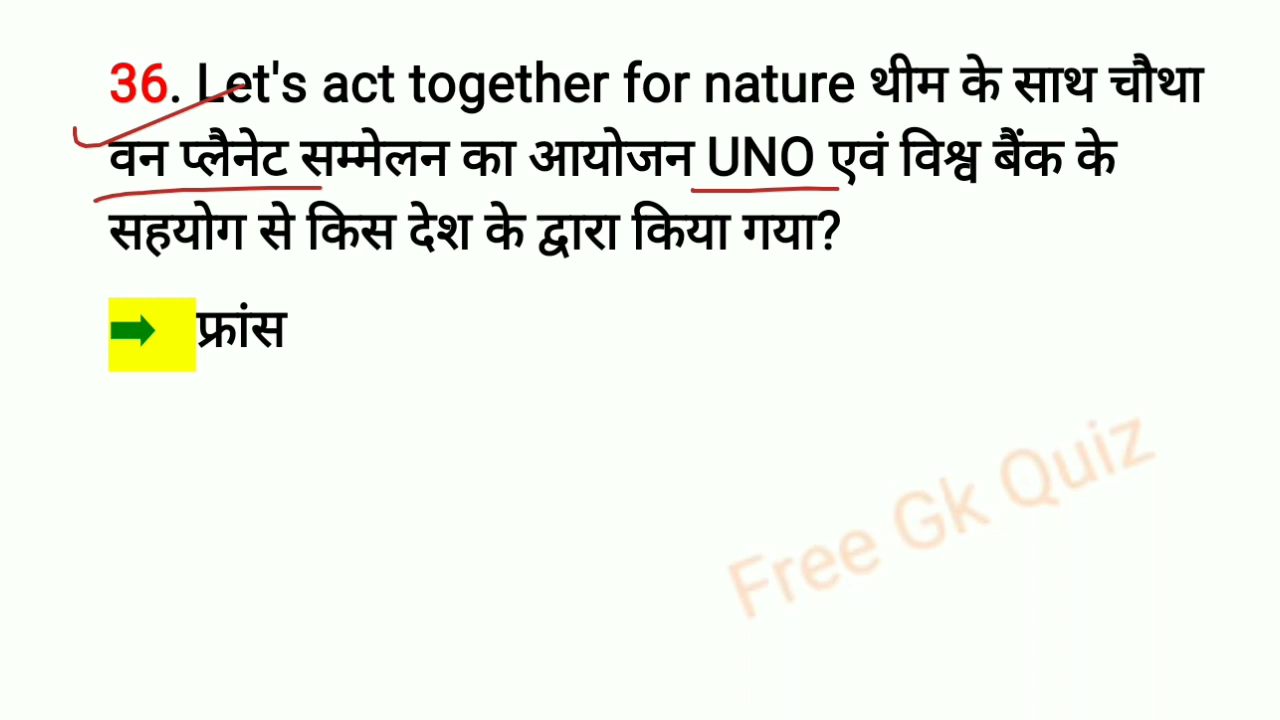 36. Let's act together for nature थीम के साथ चौथा
वन प्लैनेट सम्मेलन का आयोजन UNO एवं विश्व बैंक के
सहयोग से किस देश के द्वारा किया गया?
➡ फ्रांस
Free Gk Quiz